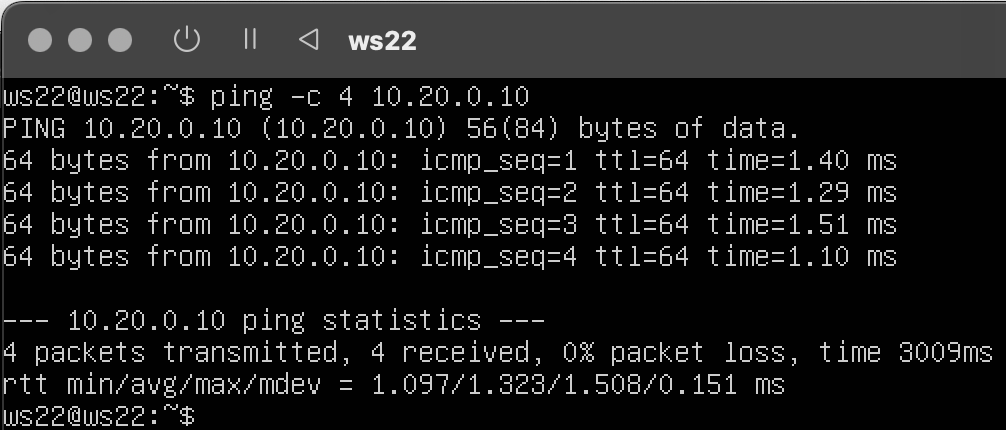 ws22
ws22@ws22:~$ ping -c 4 10.20.0.10
PING 10.20.0.10 (10.20.0.10) 56(84) bytes of data.
64 bytes from 10.20.0.10: icmp_seq=1 ttl=64 time=1.40 ms
64 bytes from 10.20.0.10: icmp_seq=2 ttl=64 time=1.29 ms
64 bytes from 10.20.0.10: icmp_seq=3 ttl=64 time=1.51 ms
64 bytes from 10.20.0.10: icmp_seq=4 ttl=64 time=1.10 ms
--- 10.20.0.10 ping statistics ---
4 packets transmitted, 4 received, 0% packet loss, time 3009ms
rtt min/avg/max/mdev = 1.097/1.323/1.508/0.151 ms
ws22@ws22:~$